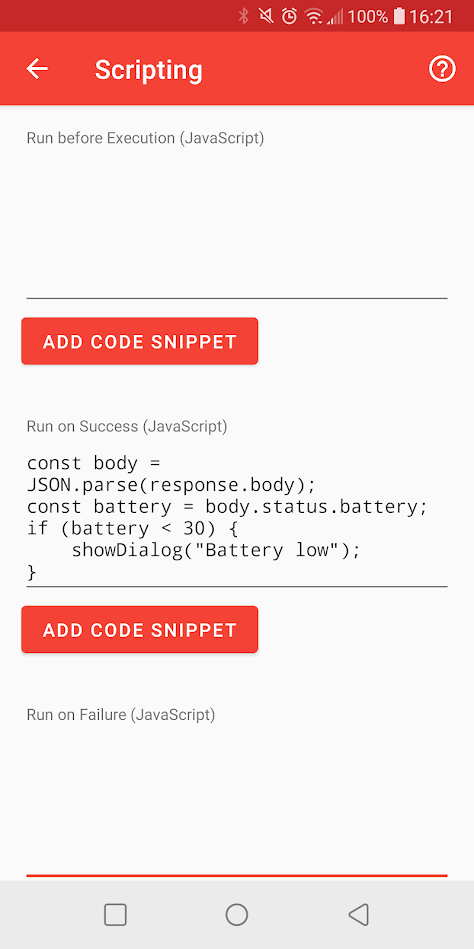 100% 16:21
Scripting
Run before Execution (JavaScript)
ADD CODE SNIPPET
Run on Success (JavaScript)
const body =
JSON.parse(response.body);
const battery = body.status.battery;
if (battery < 30) {
    showDialog("Battery low");
}
ADD CODE SNIPPET
Run on Failure (JavaScript)